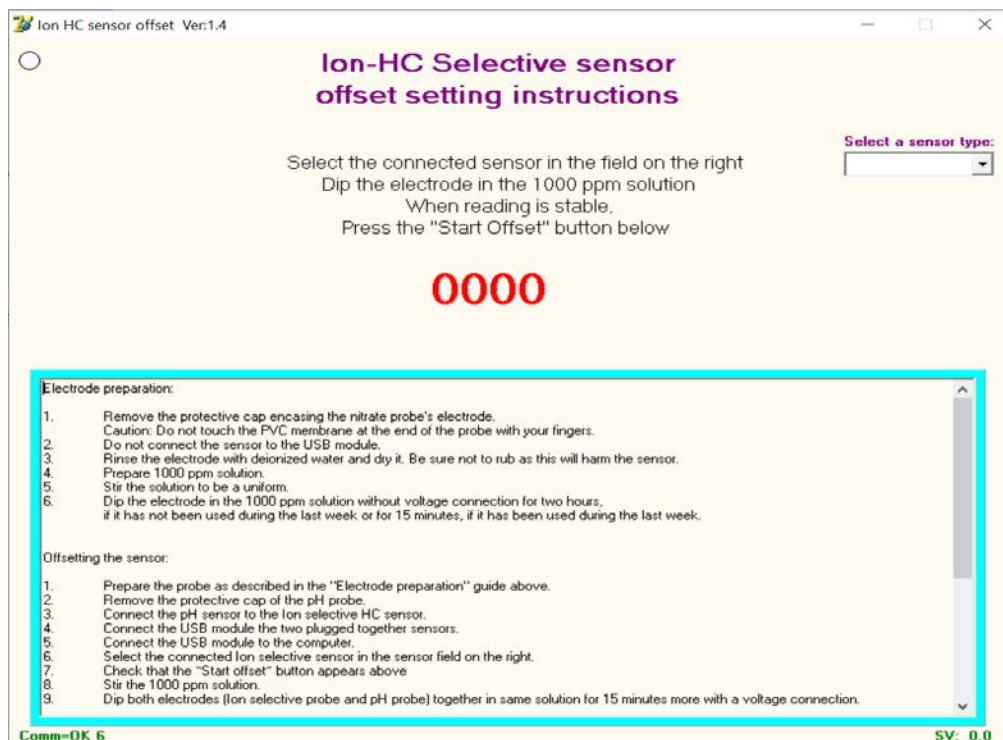 Ion HC sensor offset Ver:1.4
Ion-HC Selective sensor
offset setting instructions
Select a sensor type:
Select the connected sensor in the field on the right
Dip the electrode in the 1000 ppm solution
When reading is stable,
Press the "Start Offset" button below
0000
Electrode preparation:
1. Remove the protective cap encasing the nitrate probe's electrode.
Caution: Do not touch the PVC membrane at the end of the probe with your fingers.
2. Do not connect the sensor to the USB module.
3. Rinse the electrode with deionized water and dry it. Be sure not to rub as this will harm the sensor.
4. Prepare 1000 ppm solution.
5. Stir the solution to be a uniform.
6. Dip the electrode in the 1000 ppm solution without voltage connection for two hours,
if it has not been used during the last week or for 15 minutes, if it has been used during the last week.
Offsetting the sensor:
1. Prepare the probe as described in the "Electrode preparation" guide above.
2. Remove the protective cap of the pH probe.
3. Connect the pH sensor to the Ion selective HC sensor.
4. Connect the USB module the two plugged together sensors.
5. Connect the USB module to the computer.
6. Select the connected Ion selective sensor in the sensor field on the right.
7. Check that the "Start offset" button appears above
8. Stir the 1000 ppm solution.
9. Dip both electrodes (Ion selective probe and pH probe) together in same solution for 15 minutes more with a voltage connection.
Comm=OK 6
SV: 0.0